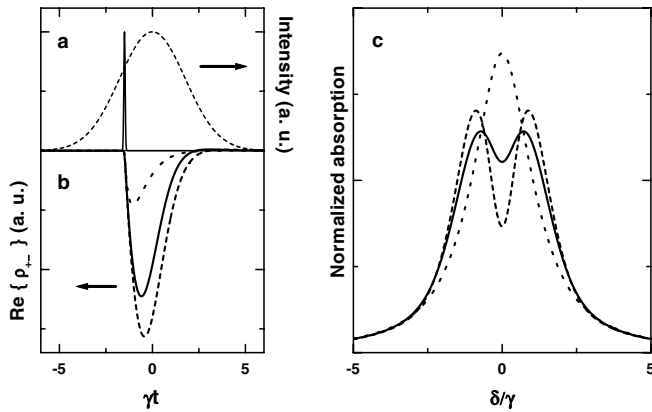 a
Intensity (a. u.)
b
Re { ρ+- } (a. u.)
-5 0 5
γt
c
Normalized absorption
-5 0 5
δ/γ